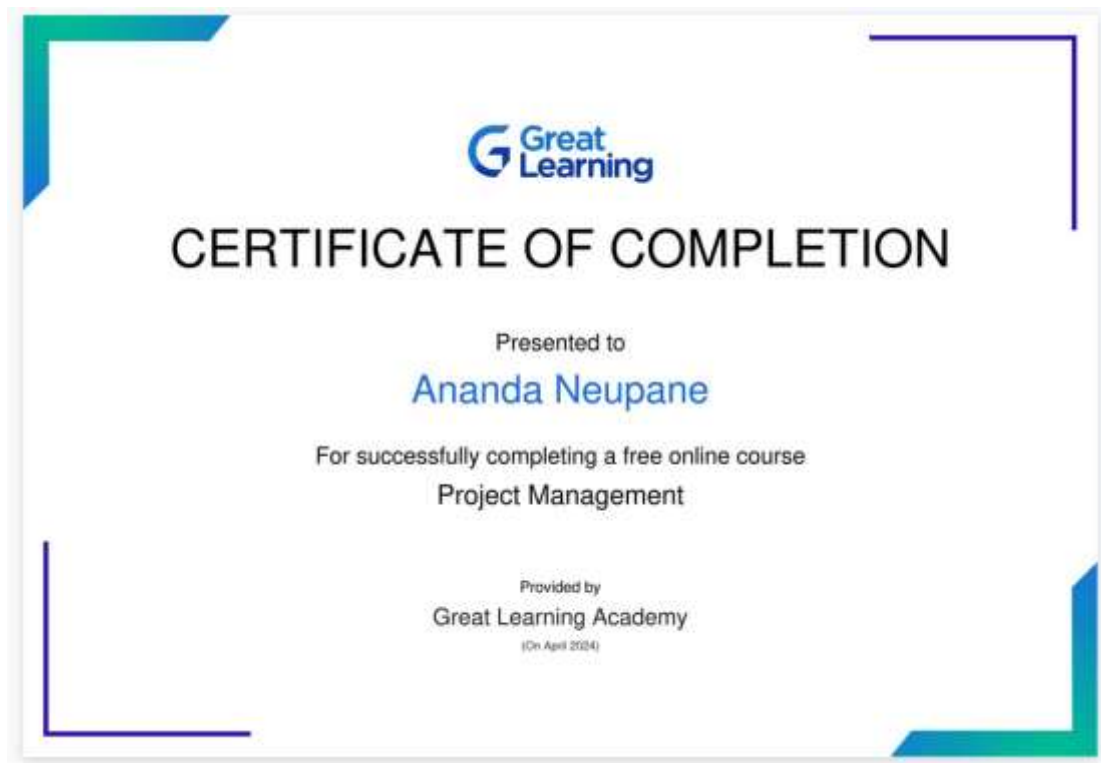 Great
Learning
CERTIFICATE OF COMPLETION
Presented to
Ananda Neupane
For successfully completing a free online course
Project Management
Provided by
Great Learning Academy
(On April 2024)